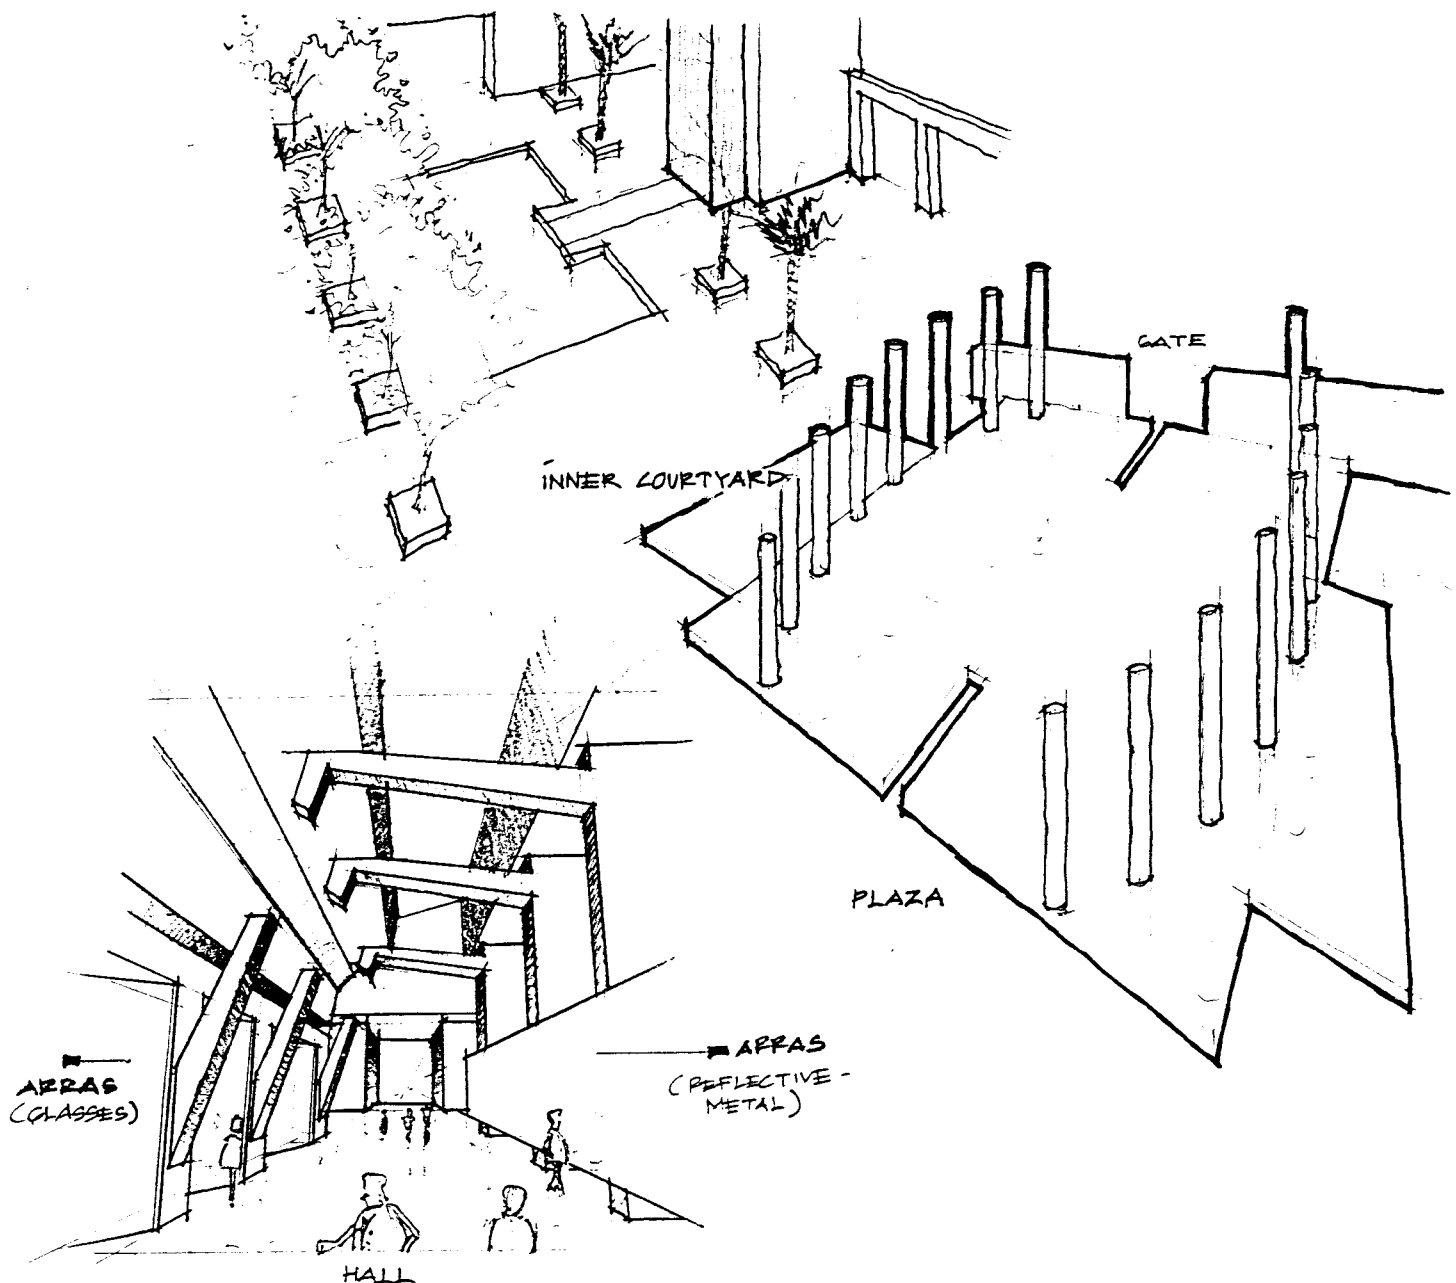 GATE
INNER COURTYARD
PLAZA
ARRAS
(GLASSES)
ARRAS
(REFLECTIVE-
METAL)
HALL